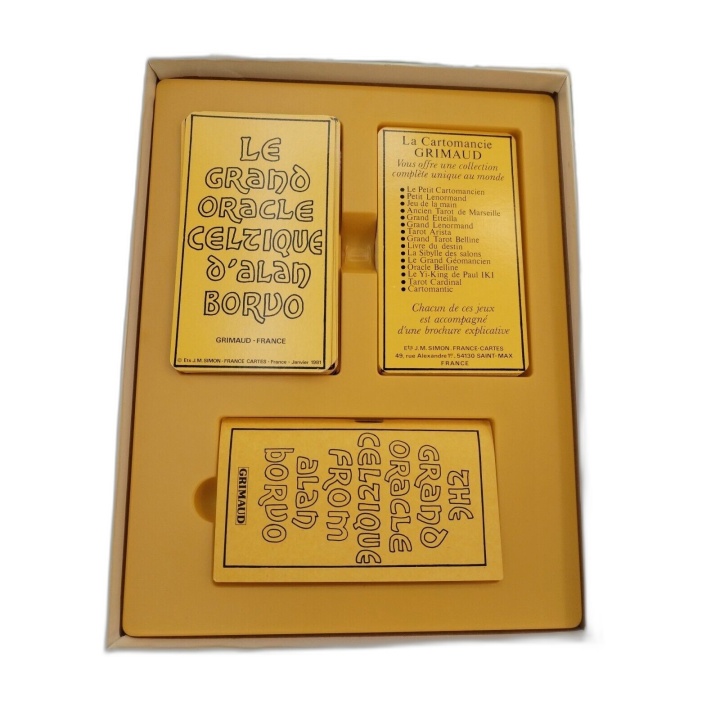 LE
GRAND
ORACLE
CELTIQUE
D'ALAN
BORVO
GRIMAUD - FRANCE
© Ets J.M. SIMON - FRANCE CARTES - France - Janvier 1991
La Cartomancie
GRIMAUD
Vous offre une collection
complète unique au monde
● Le Petit Cartomancien
● Petit Lenormand
● Jeu de la main
● Ancien Tarot de Marseille
● Grand Etteilla
● Grand Lenormand
● Tarot Arista
● Grand Tarot Belline
● Livre du destin
● La Sibylle des salons
● Le Grand Géomancien
● Oracle Belline
● Le Yi-King de Paul IKI
● Tarot Cardinal
● Cartomantic
Chacun de ces jeux
est accompagné
d'une brochure explicative
Ets J.M. SIMON. FRANCE-CARTES
49, rue Alexandre 1er, 54130 SAINT-MAX
FRANCE
THE
GRAND
ORACLE
CELTIQUE
FROM
ALAN
BORVO
GRIMAUD